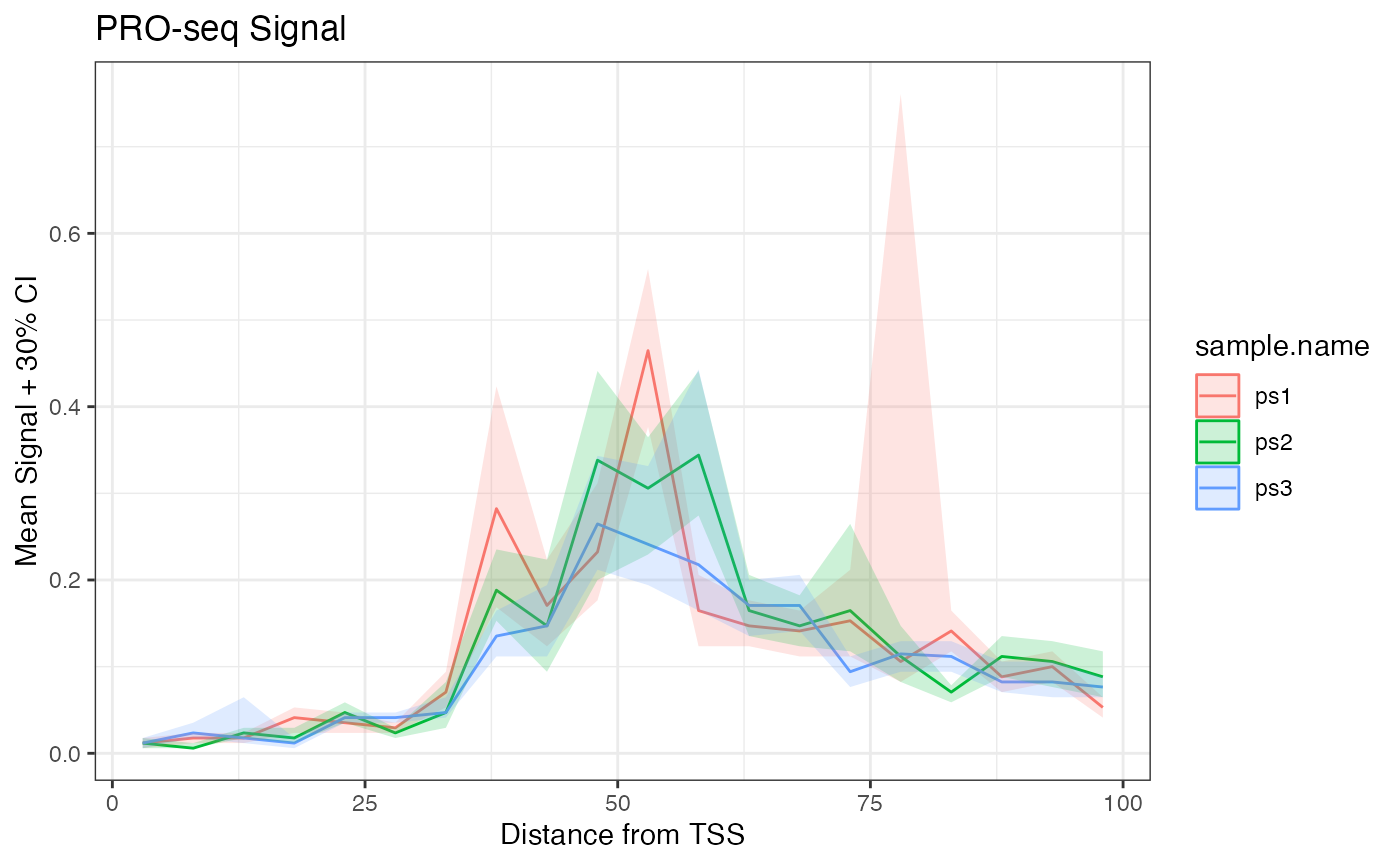 PRO-seq Signal
Mean Signal + 30% CI
0.6
0.4
0.2
0.0
0 25 50 75 100
Distance from TSS
sample.name
ps1
ps2
ps3